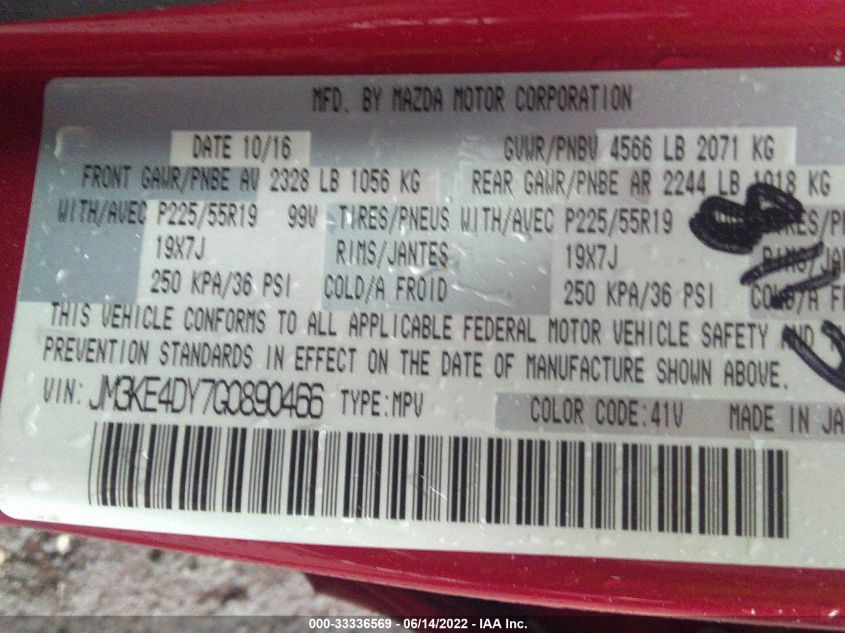 MFD. BY MAZDA MOTOR CORPORATION
DATE 10/16 GVWR/PNBV 4566 LB 2071 KG
FRONT GAWR/PNBE AV 2328 LB 1056 KG REAR GAWR/PNBE AR 2244 LB 1018 KG
WITH/AVEC P225/55R19 99V TIRES/PNEUS WITH/AVEC P225/55R19
19X7J RIMS/JANTES 19X7J
250 KPA/36 PSI COLD/A FROID 250 KPA/36 PSI
THIS VEHICLE CONFORMS TO ALL APPLICABLE FEDERAL MOTOR VEHICLE SAFETY AND
PREVENTION STANDARDS IN EFFECT ON THE DATE OF MANUFACTURE SHOWN ABOVE.
VIN: JM3KE4DY7G0890466 TYPE:MPV COLOR CODE:41V MADE IN JA
000-33336569 - 06/14/2022 - IAA Inc.